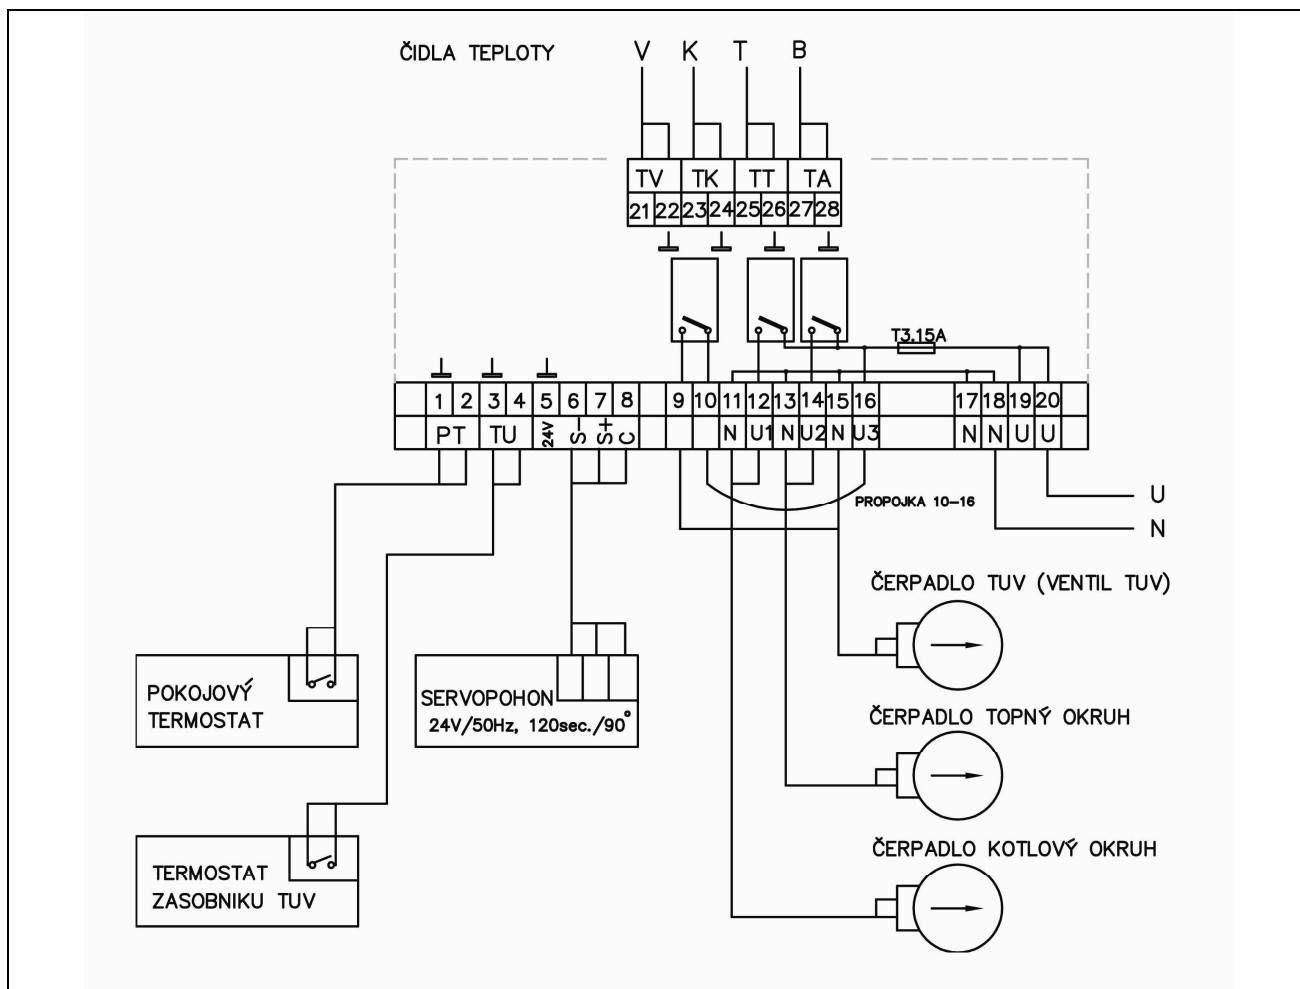 ČIDLA TEPLOTY V K T B
TV TK TT TA
21 22 23 24 25 26 27 28
T3.15A
1 2 3 4 5 6 7 8 9 10 11 12 13 14 15 16 17 18 19 20
PT TU 24V S- S+ C N U1 N U2 N U3 N N U U
PROPOJKA 10-16
U
N
ČERPADLO TUV (VENTIL TUV)
POKOJOVÝ
TERMOSTAT
SERVOPOHON
24V/50Hz, 120sec./90°
ČERPADLO TOPNÝ OKRUH
ČERPADLO KOTLOVÝ OKRUH
TERMOSTAT
ZASOBNIKU TUV